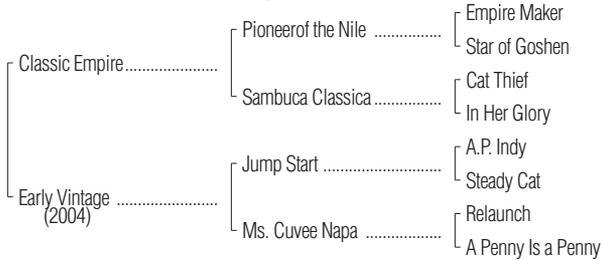 Empire Maker
Pioneerof the Nile ................
Star of Goshen
Classic Empire......................
Cat Thief
Sambuca Classica ................
In Her Glory
A.P. Indy
Jump Start ............................
Steady Cat
Early Vintage ........................
(2004)
Relaunch
Ms. Cuvee Napa ..................
A Penny Is a Penny